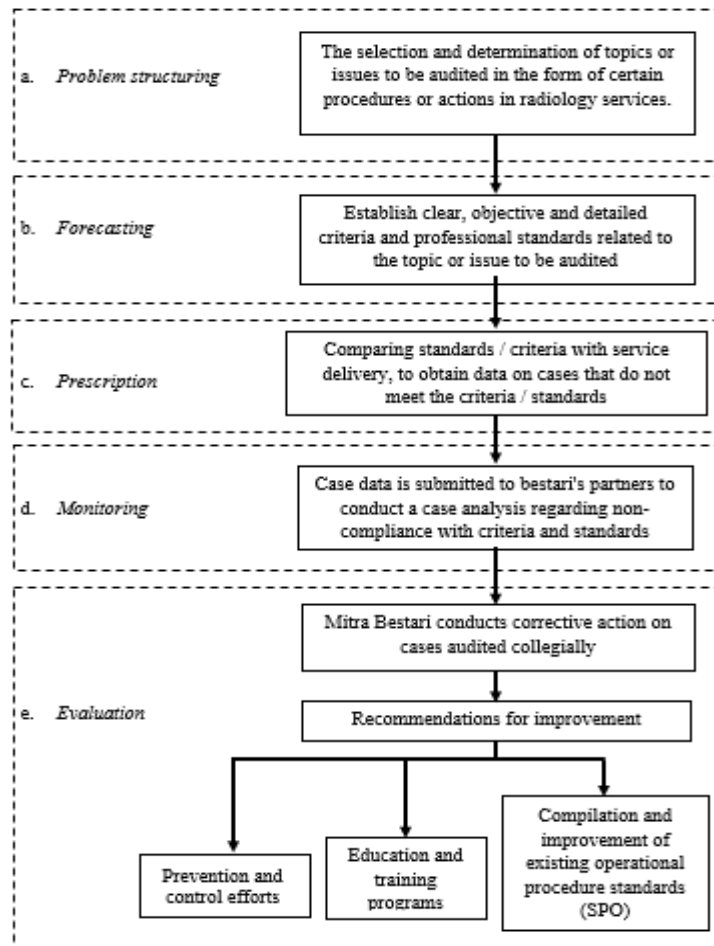 a. Problem structuring
The selection and determination of topics or
issues to be audited in the form of certain
procedures or actions in radiology services.
b. Forecasting
Establish clear, objective and detailed
criteria and professional standards related to
the topic or issue to be audited
c. Prescription
Comparing standards / criteria with service
delivery, to obtain data on cases that do not
meet the criteria / standards
d. Monitoring
Case data is submitted to bestari's partners to
conduct a case analysis regarding non-
compliance with criteria and standards
e. Evaluation
Mitra Bestari conducts corrective action on
cases audited collegially
Recommendations for improvement
Prevention and
control efforts
Education and
training
programs
Compilation and
improvement of
existing operational
procedure standards
(SPO)